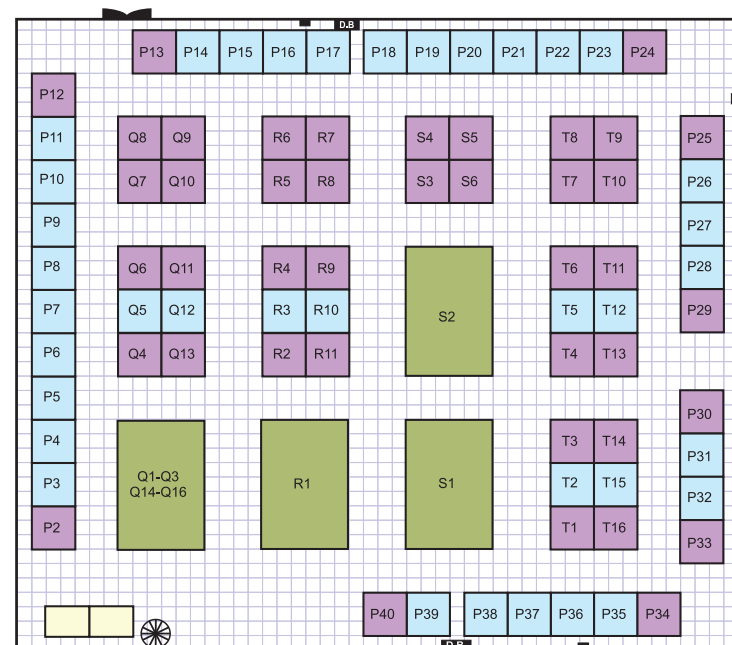 D.B
P13 P14 P15 P16 P17 P18 P19 P20 P21 P22 P23 P24
P12
P11 Q8 Q9 R6 R7 S4 S5 T8 T9 P25
P10 Q7 Q10 R5 R8 S3 S6 T7 T10 P26
P9 P27
P8 Q6 Q11 R4 R9 T6 T11 P28
P7 Q5 Q12 R3 R10 S2 T5 T12 P29
P6 Q4 Q13 R2 R11 T4 T13
P5
P30
P4 T3 T14
P31
Q1-Q3
P3 R1 S1 T2 T15 P32
Q14-Q16
P2 T1 T16
P33
P40 P39 P38 P37 P36 P35 P34
D.B